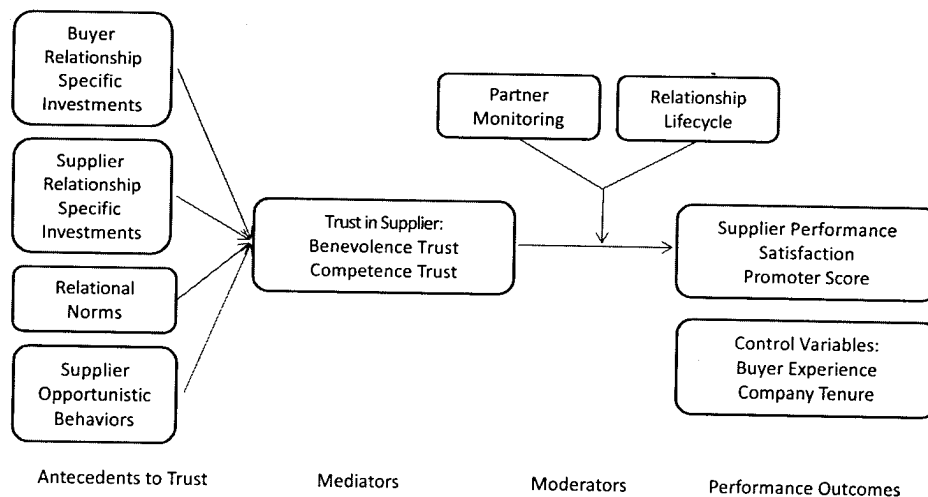 Buyer
Relationship
Specific
Investments
Supplier
Relationship
Specific
Investments
Relational
Norms
Supplier
Opportunistic
Behaviors
Trust in Supplier:
Benevolence Trust
Competence Trust
Partner
Monitoring
Relationship
Lifecycle
Supplier Performance
Satisfaction
Promoter Score
Control Variables:
Buyer Experience
Company Tenure
Antecedents to Trust
Mediators
Moderators
Performance Outcomes